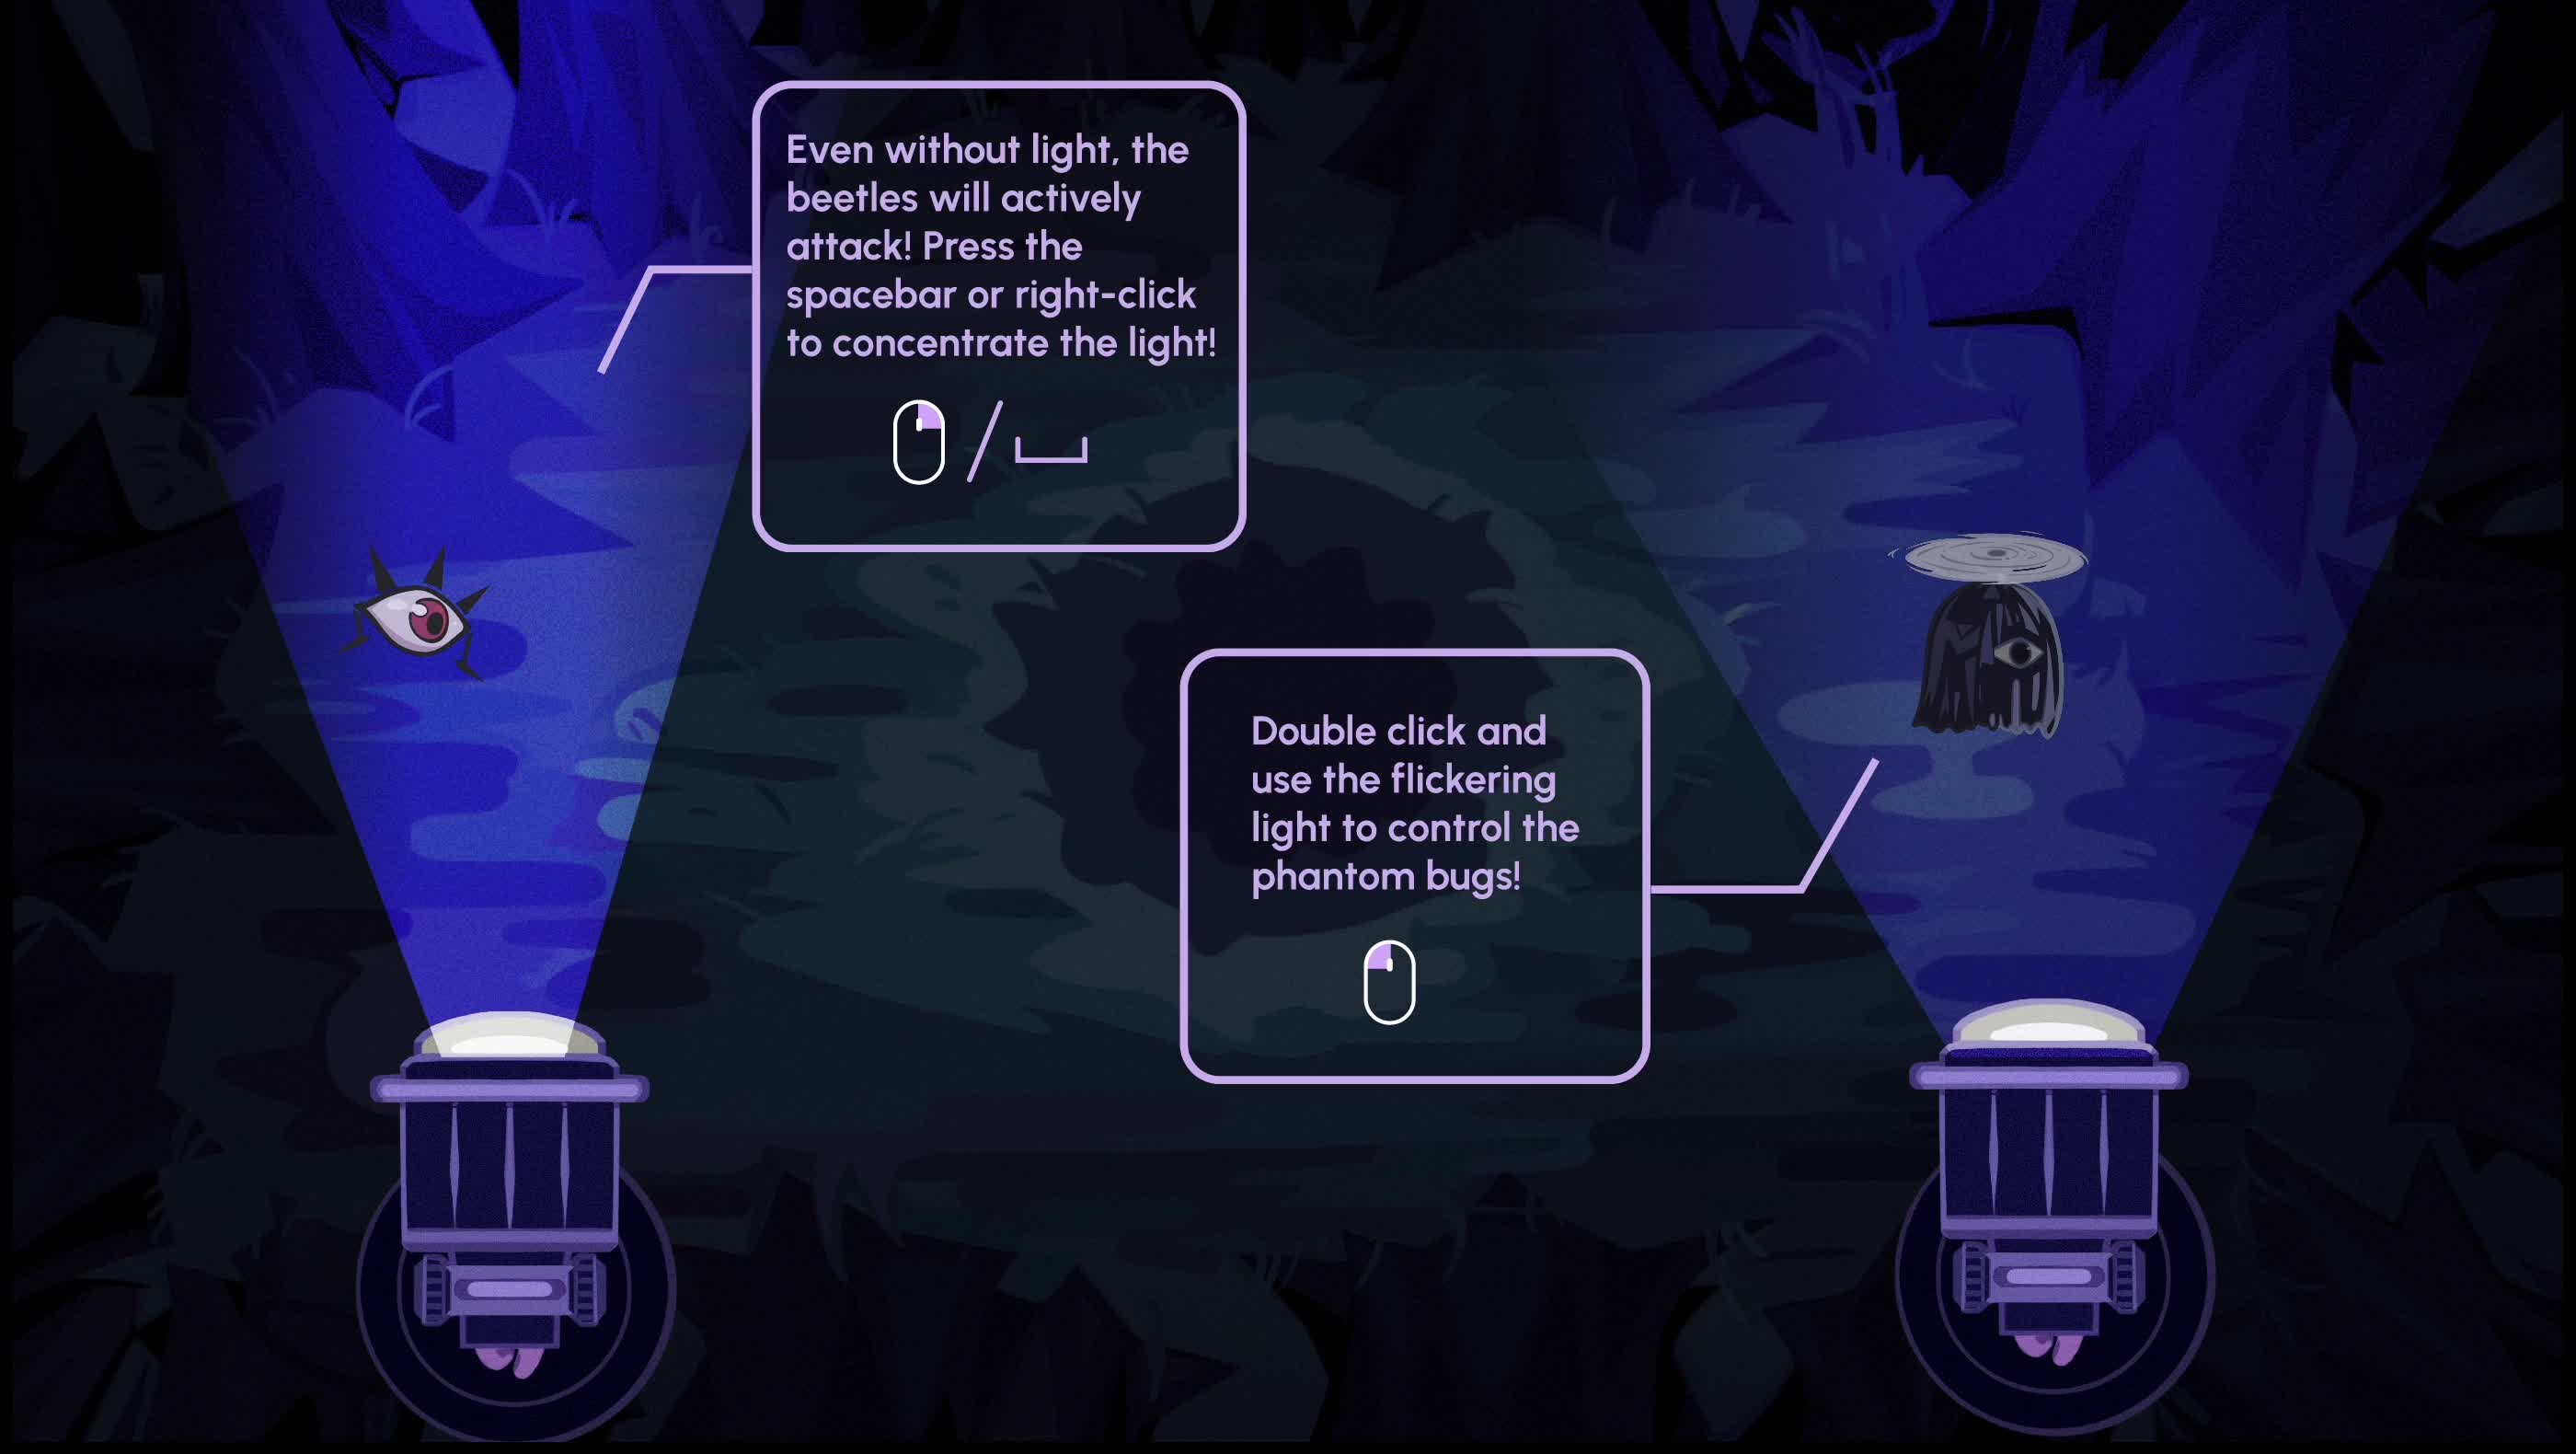 Even without light, the
beetles will actively
attack! Press the
spacebar or right-click
to concentrate the light!
Double click and
use the flickering
light to control the
phantom bugs!